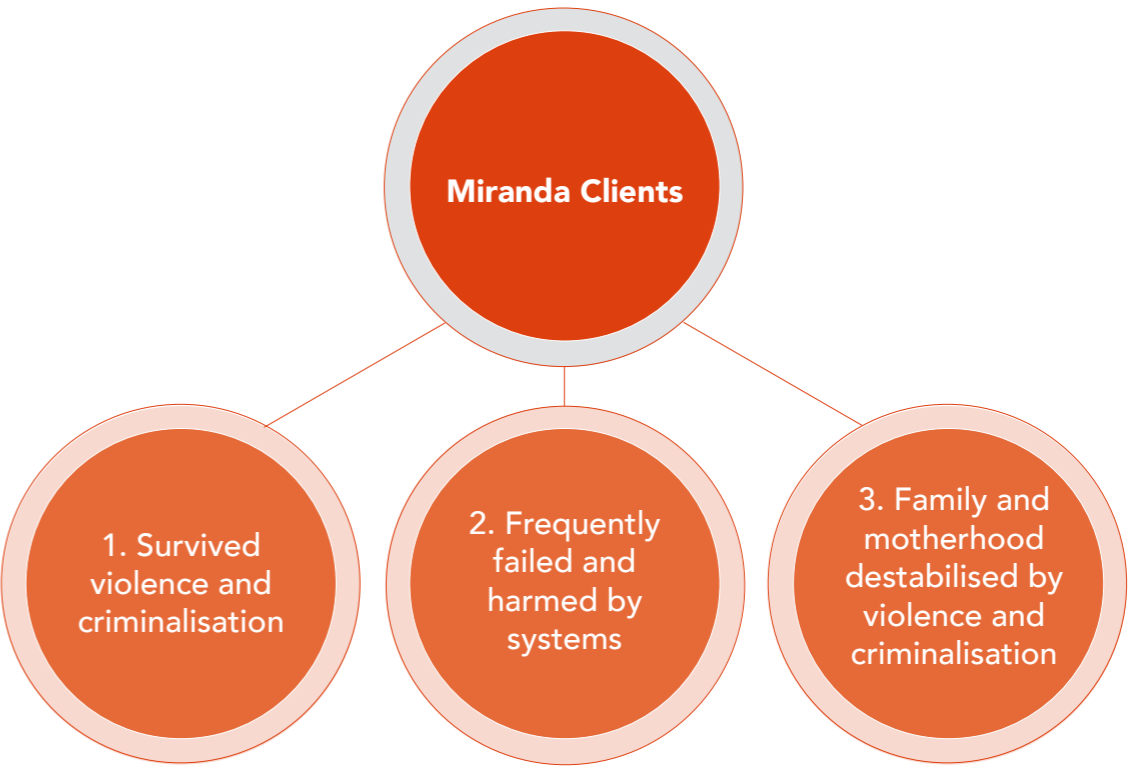 Miranda Clients
1. Survived
violence and
criminalisation
2. Frequently
failed and
harmed by
systems
3. Family and
motherhood
destabilised by
violence and
criminalisation